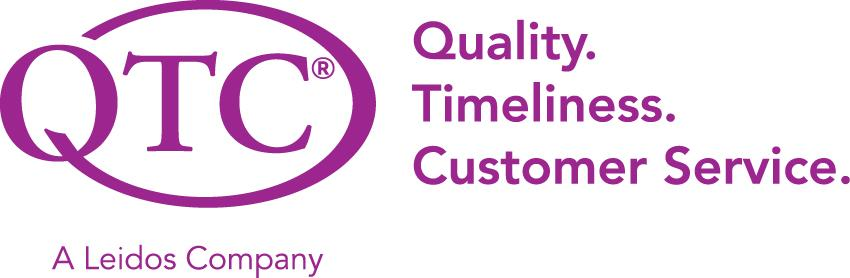 QTC®
A Leidos Company
Quality.
Timeliness.
Customer Service.